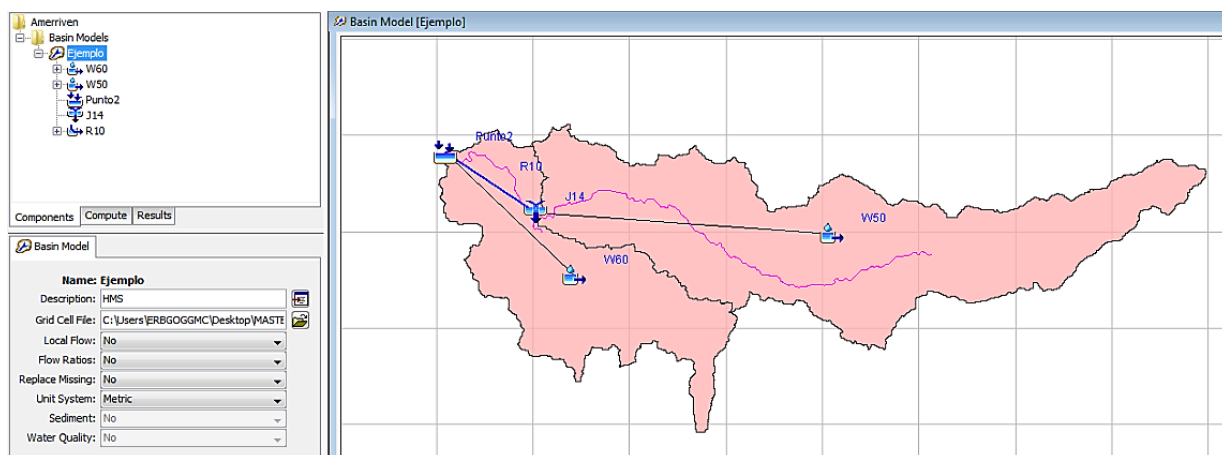 Amerriven
Basin Models
Ejemplo
W60
W50
Punto2
J14
R10
Components Compute Results
Basin Model
Name: Ejemplo
Description: HMS
Grid Cell File: C:\Users\ERBGOGGMC\Desktop\MASTE
Local Flow: No
Flow Ratios: No
Replace Missing: No
Unit System: Metric
Sediment: No
Water Quality: No
Basin Model [Ejemplo]
Punto2
R10
J14
W50
W60